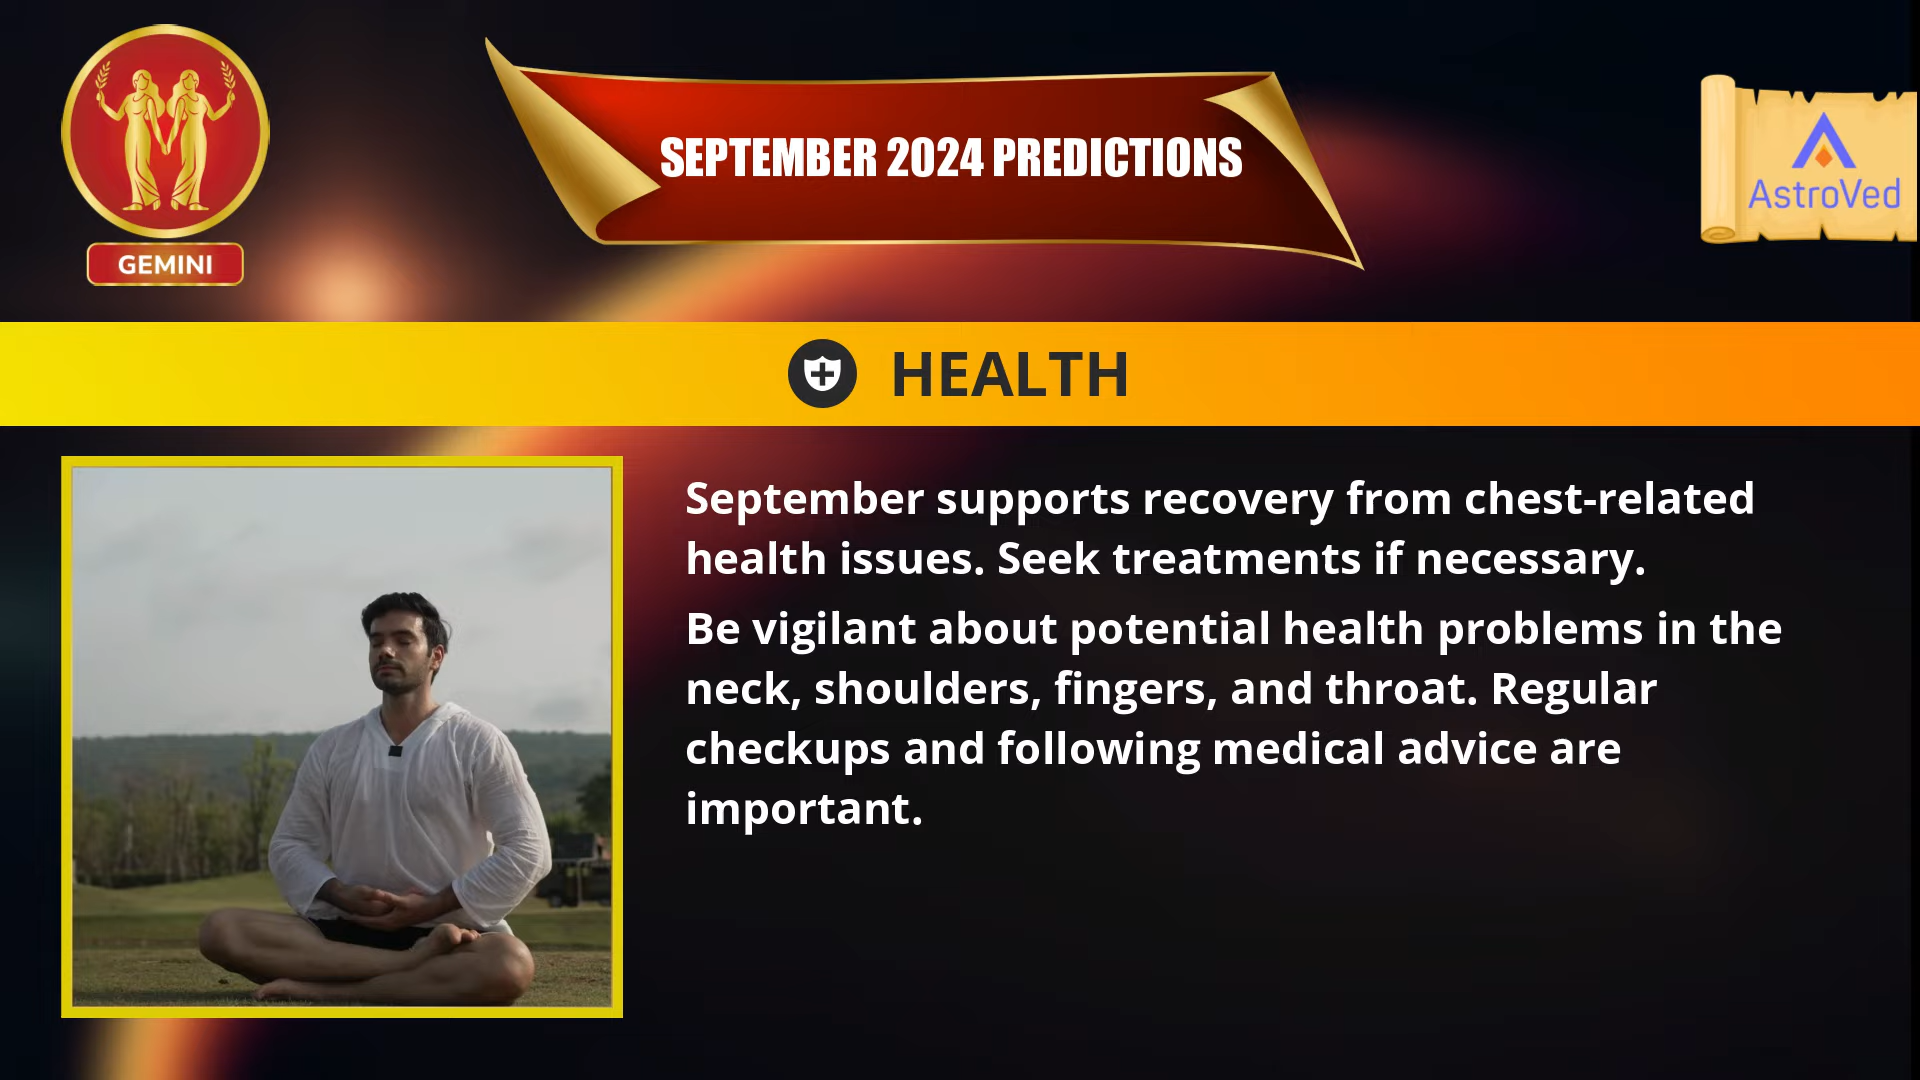 GEMINI
SEPTEMBER 2024 PREDICTIONS
AstroVed
HEALTH
September supports recovery from chest-related
health issues. Seek treatments if necessary.
Be vigilant about potential health problems in the
neck, shoulders, fingers, and throat. Regular
checkups and following medical advice are
important.